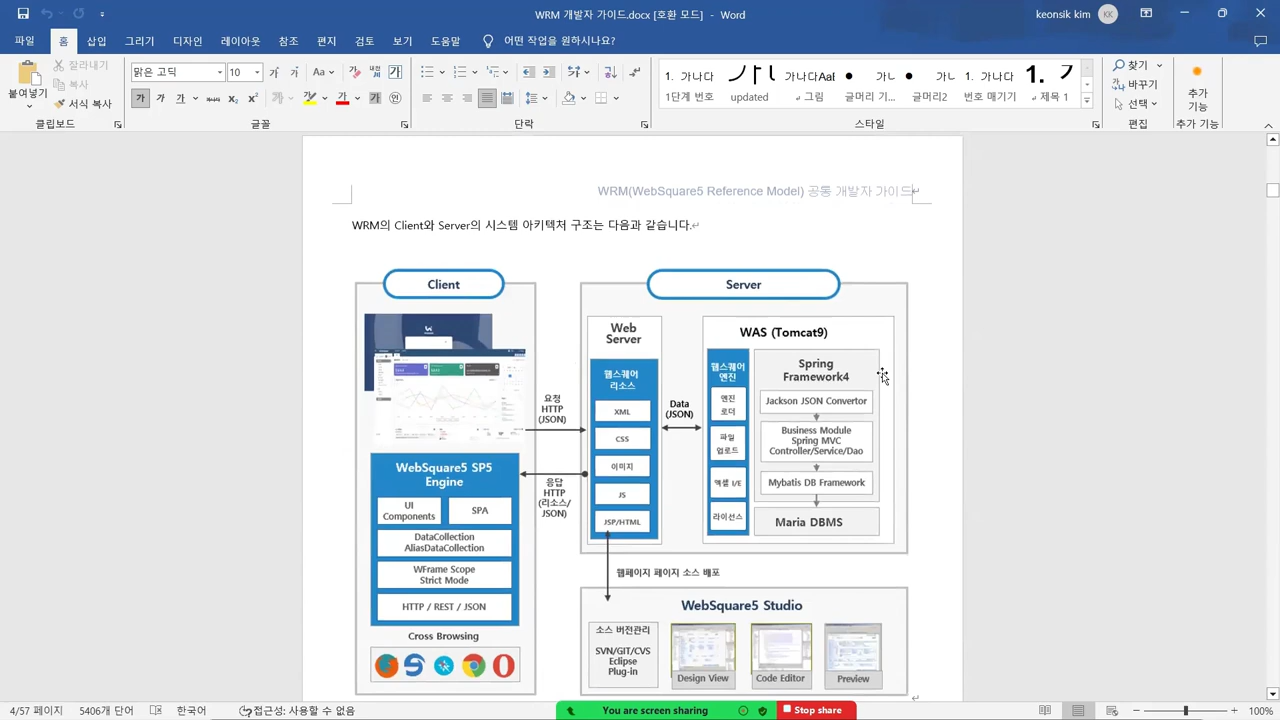 WRM 개발자 가이드.docx [호환 모드] - Word
keonsik kim
KK
파일 홈 삽입 그리기 디자인 레이아웃 참조 편지 검토 보기 도움말 어떤 작업을 원하시나요?
붙여넣기
잘라내기
복사
서식 복사
클립보드
맑은 고딕
10
글꼴
단락
1. 가나다
1단계 번호
updated
가나다AaB
그림
글머리 기...
글머리2
1. 가나다
번호 매기기
제목 1
스타일
찾기
바꾸기
선택
편집
추가
기능
추가 기능
WRM(WebSquare5 Reference Model) 공통 개발자 가이드
WRM의 Client와 Server의 시스템 아키텍처 구조는 다음과 같습니다.
Client
WebSquare5 SP5
Engine
UI
Components
SPA
DataCollection
AliasDataCollection
WFrame Scope
Strict Mode
HTTP / REST / JSON
Cross Browsing
요청
HTTP
(JSON)
응답
HTTP
(리소스/
JSON)
Server
Web
Server
웹스퀘어
리소스
XML
CSS
이미지
JS
JSP/HTML
Data
(JSON)
WAS (Tomcat9)
웹스퀘어
엔진
엔진
로더
파일
업로드
엑셀 I/E
라이선스
Spring
Framework4
Jackson JSON Convertor
Business Module
Spring MVC
Controller/Service/Dao
Mybatis DB Framework
Maria DBMS
웹페이지 페이지 소스 배포
WebSquare5 Studio
소스 버전관리
SVN/GIT/CVS
Eclipse
Plug-in
Design View
Code Editor
Preview
4/57 페이지
5406개 단어
한국어
접근성: 사용할 수 없음
You are screen sharing
Stop share
100%